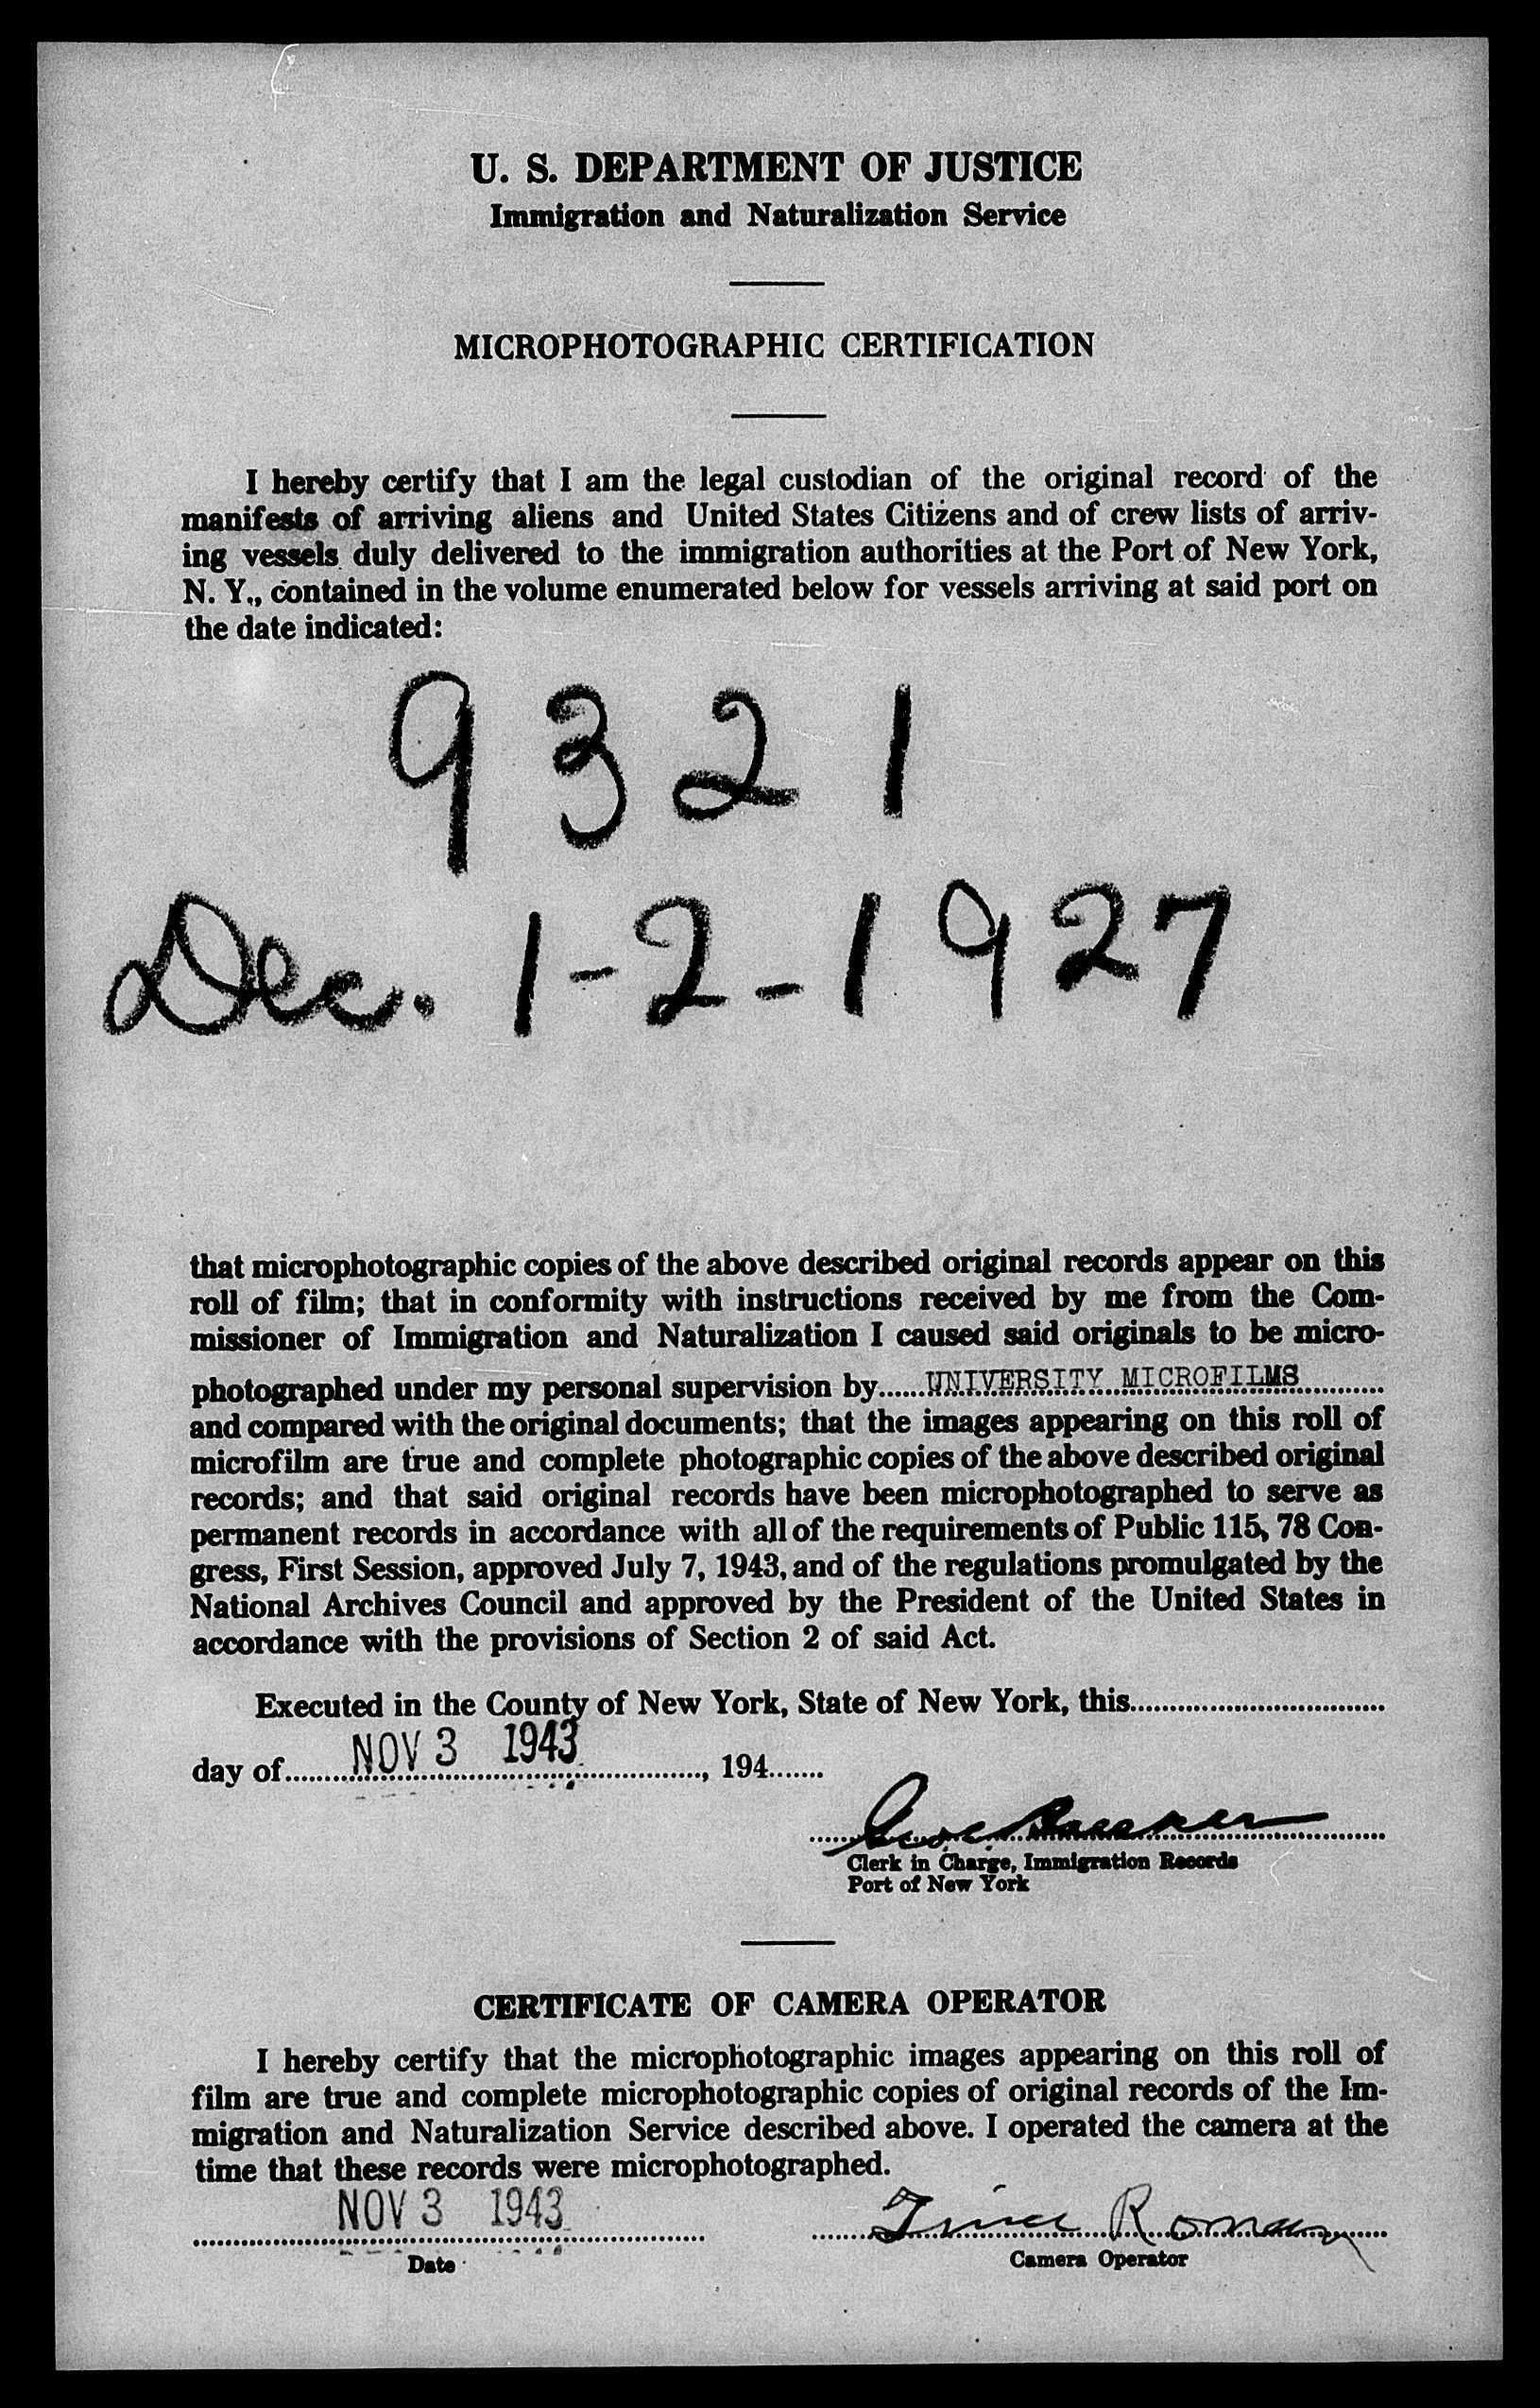 U. S. DEPARTMENT OF JUSTICE
Immigration and Naturalization Service
MICROPHOTOGRAPHIC CERTIFICATION
I hereby certify that I am the legal custodian of the original record of the
manifests of arriving aliens and United States Citizens and of crew lists of arriv-
ing vessels duly delivered to the immigration authorities at the Port of New York,
N. Y., contained in the volume enumerated below for vessels arriving at said port on
the date indicated:
9321
Dec. 1-2-1927
that microphotographic copies of the above described original records appear on this
roll of film; that in conformity with instructions received by me from the Com-
missioner of Immigration and Naturalization I caused said originals to be micro-
photographed under my personal supervision by......UNIVERSITY MICROFILMS............
and compared with the original documents; that the images appearing on this roll of
microfilm are true and complete photographic copies of the above described original
records; and that said original records have been microphotographed to serve as
permanent records in accordance with all of the requirements of Public 115, 78 Con-
gress, First Session, approved July 7, 1943, and of the regulations promulgated by the
National Archives Council and approved by the President of the United States in
accordance with the provisions of Section 2 of said Act.
Executed in the County of New York, State of New York, this................................
day of........NOV 3 1943................, 194.......
Clerk in Charge, Immigration Records
Port of New York
CERTIFICATE OF CAMERA OPERATOR
I hereby certify that the microphotographic images appearing on this roll of
film are true and complete microphotographic copies of original records of the Im-
migration and Naturalization Service described above. I operated the camera at the
time that these records were microphotographed.
NOV 3 1943 Roman
Date Camera Operator